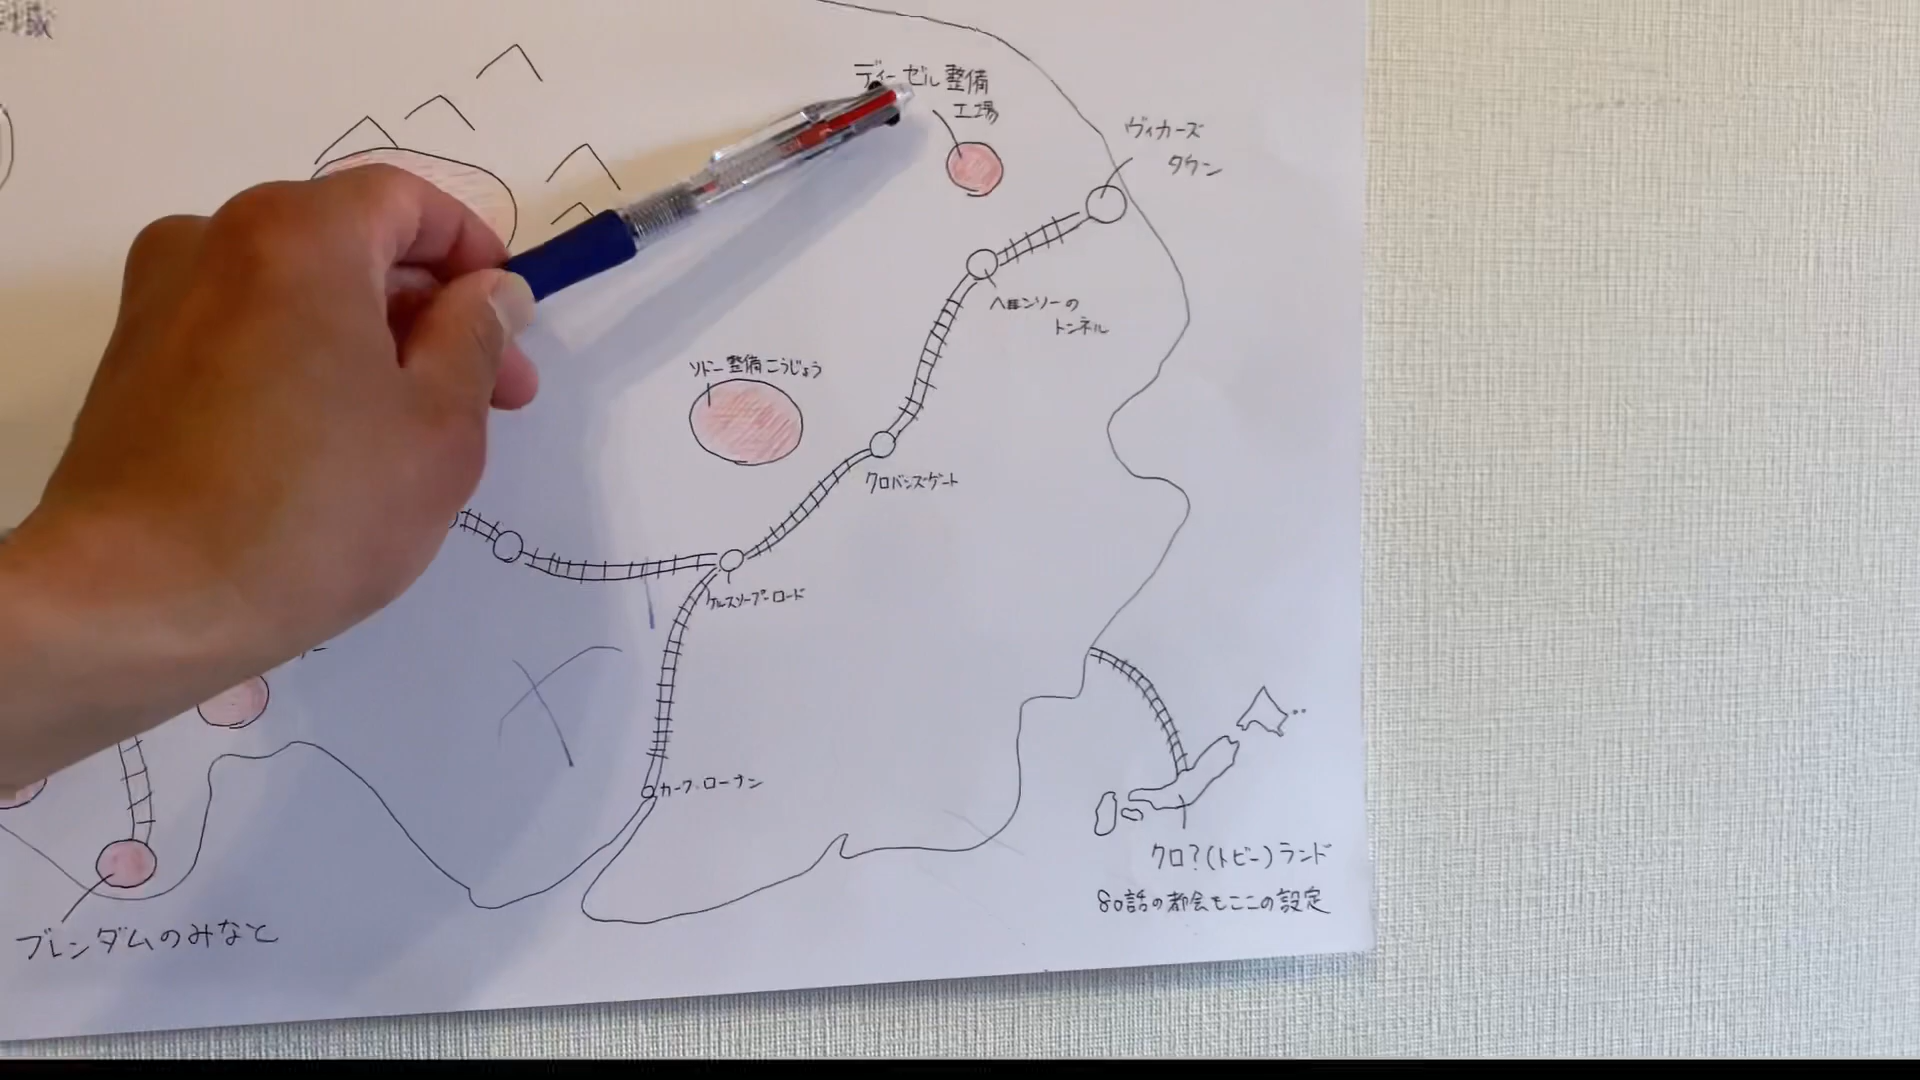 ディーゼル整備
工場
ヴィカーズ
タウン
トンネル
ソドー整備こうじょう
クロバンズゲート
ケルスソープーロード
カーク・ローナン
クロ?(トビー)ランド
80話の都会もここの設定
ブレンダムのみなと